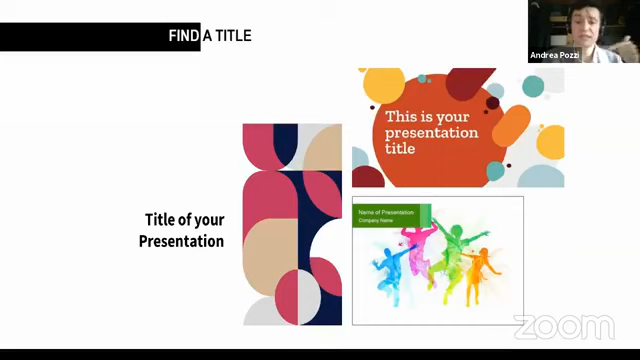 FIND A TITLE
Andrea Pozzi
This is your
presentation
title
Title of your
Presentation
Name of Presentation
Company Name
zoom